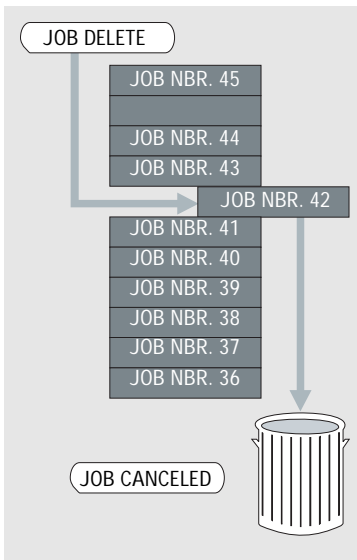 JOB DELETE
JOB NBR. 45
JOB NBR. 44
JOB NBR. 43
JOB NBR. 42
JOB NBR. 41
JOB NBR. 40
JOB NBR. 39
JOB NBR. 38
JOB NBR. 37
JOB NBR. 36
JOB CANCELED